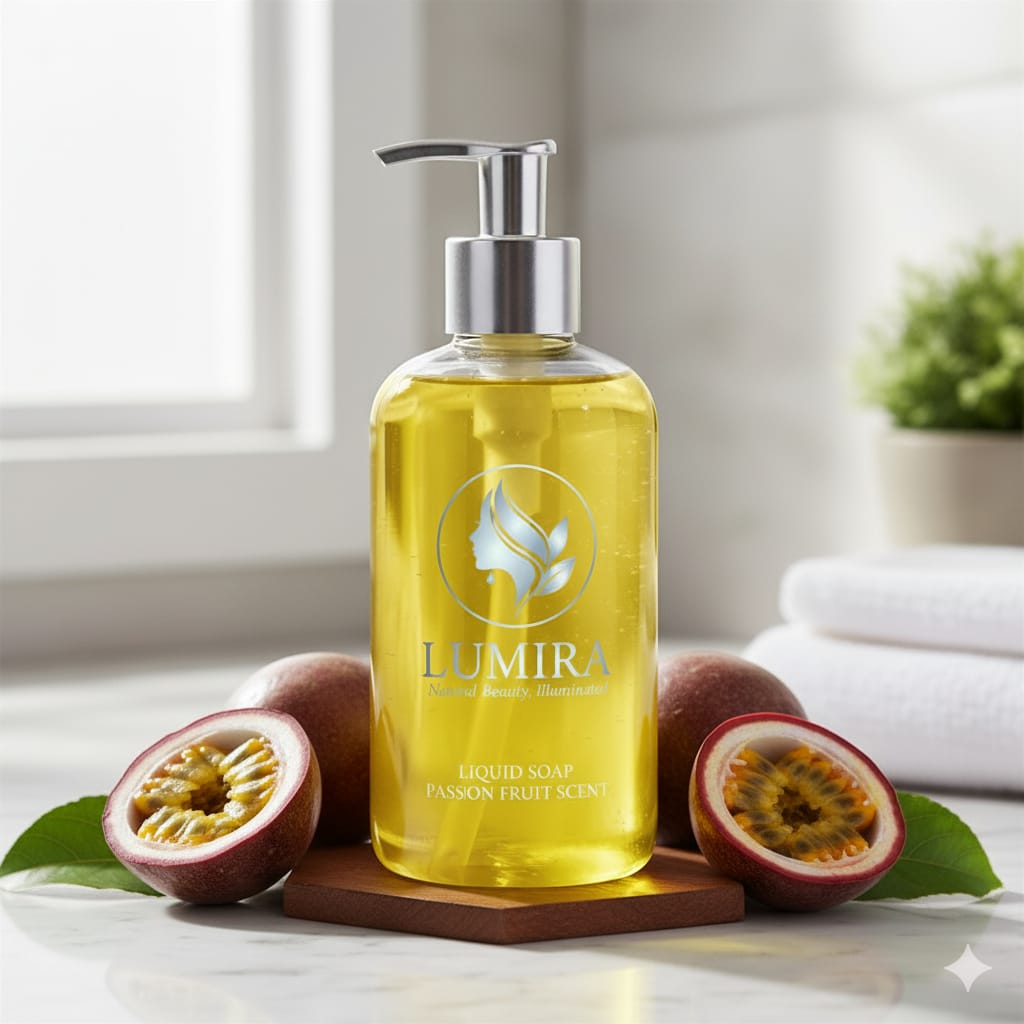 LUMIRA
Natural Beauty, Illuminated
LIQUID SOAP
PASSION FRUIT SCENT